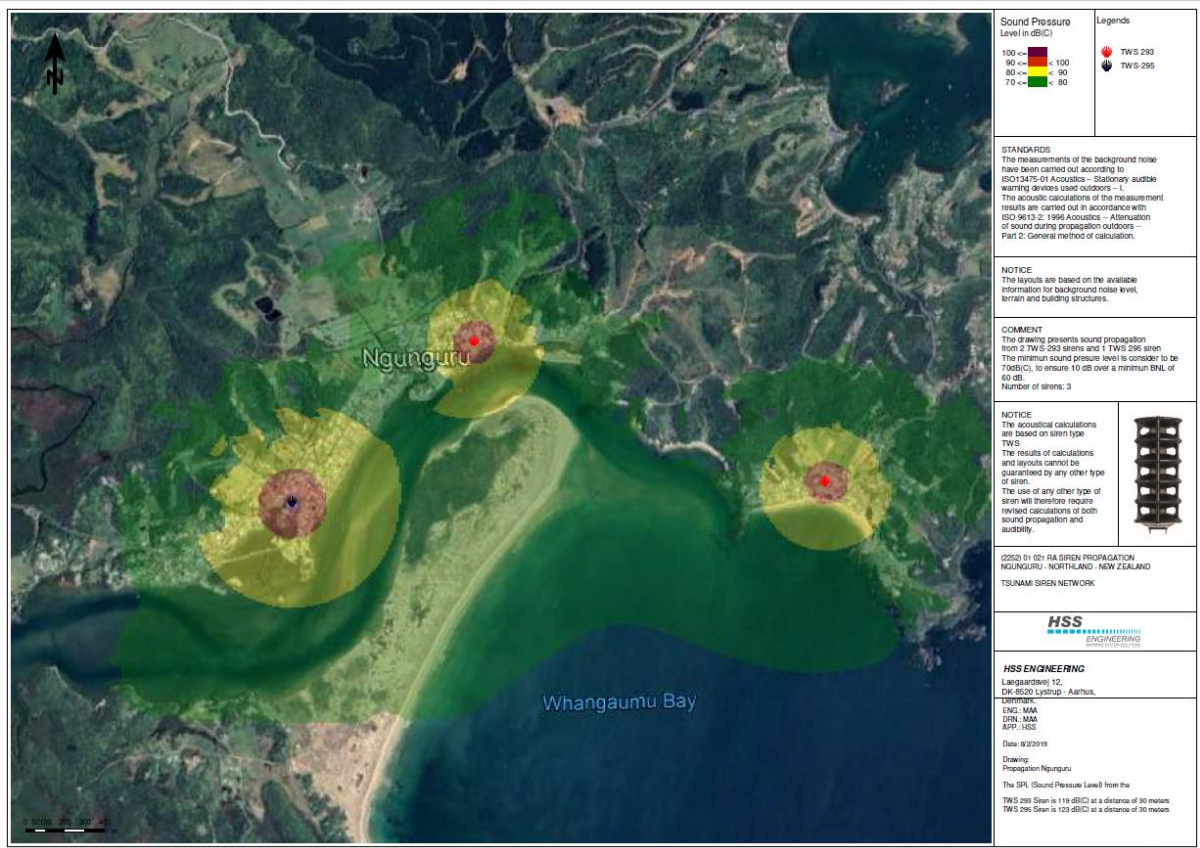 N
Ngunguru
Whangaumu Bay
Sound Pressure
Level in dB(C)
100 <=
90 <= < 100
80 <= < 90
70 <= < 80
Legends
TWS 293
TWS-295
STANDARDS
The measurements of the background noise
have been carried out according to
ISO13475-01 Acoustics -- Stationary audible
warning devices used outdoors -- I.
The acoustic calculations of the measurement
results are carried out in accordance with
ISO 9613-2: 1996 Acoustics -- Attenuation
of sound during propagation outdoors --
Part 2: General method of calculation.
NOTICE
The layouts are based on the available
information for background noise level,
terrain and building structures.
COMMENT
The drawing presents sound propagation
from 2 TWS-293 sirens and 1 TWS 295 siren
The minimun sound presure level is consider to be
70dB(C), to ensure 10 dB over a minimun BNL of
60 dB.
Number of sirens: 3
NOTICE
The acoustical calculations
are based on siren type
TWS
The results of calculations
and layouts cannot be
guaranteed by any other type
of siren.
The use of any other type of
siren will therefore require
revised calculations of both
sound propagation and
audibility.
(2252) 01 021 RA SIREN PROPAGATION
NGUNGURU - NORTHLAND - NEW ZEALAND
TSUNAMI SIREN NETWORK
HSS
ENGINEERING
HSS ENGINEERING
Laegaardsvej 12,
DK-8520 Lystrup - Aarhus,
Denmark.
ENG.: MAA
DRN.: MAA
APP.: HSS
Date: 8/2/2019
Drawing:
Propagation Ngunguru
The SPL (Sound Pressure Level) from the
TWS 293 Siren is 119 dB(C) at a distance of 30 meters
TWS 295 Siren is 123 dB(C) at a distance of 30 meters